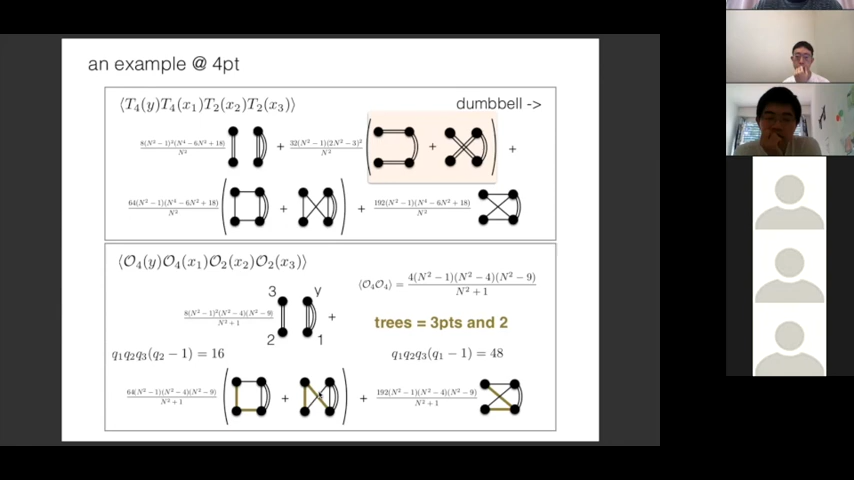 an example @ 4pt
⟨T₄(y)T₄(x₁)T₂(x₂)T₂(x₃)⟩
dumbbell ->
8(N²−1)²(N⁴−6N²+18)/N² + 32(N²−1)(2N²−3)²/N² ( + ) +
64(N²−1)(N⁴−6N²+18)/N² ( + ) + 192(N²−1)(N⁴−6N²+18)/N²
⟨O₄(y)O₄(x₁)O₂(x₂)O₂(x₃)⟩
⟨O₄O₄⟩ = 4(N²−1)(N²−4)(N²−9)/N²+1
3 y
8(N²−1)²(N²−4)(N²−9)/N²+1 +
trees = 3pts and 2
2 1
q₁q₂q₃(q₂ − 1) = 16
q₁q₂q₃(q₁ − 1) = 48
64(N²−1)(N²−4)(N²−9)/N²+1 ( + ) + 192(N²−1)(N²−4)(N²−9)/N²+1